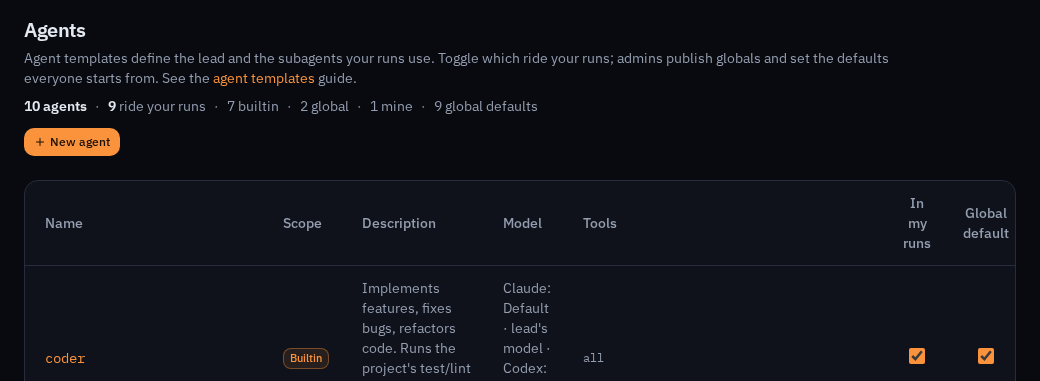 Agents
Agent templates define the lead and the subagents your runs use. Toggle which ride your runs; admins publish globals and set the defaults
everyone starts from. See the agent templates guide.
10 agents · 9 ride your runs · 7 builtin · 2 global · 1 mine · 9 global defaults
+ New agent
Name Scope Description Model Tools In my runs Global default
coder
Builtin
Implements
features, fixes
bugs, refactors
code. Runs the
project's test/lint
Claude:
Default
· lead's
model ·
Codex:
all